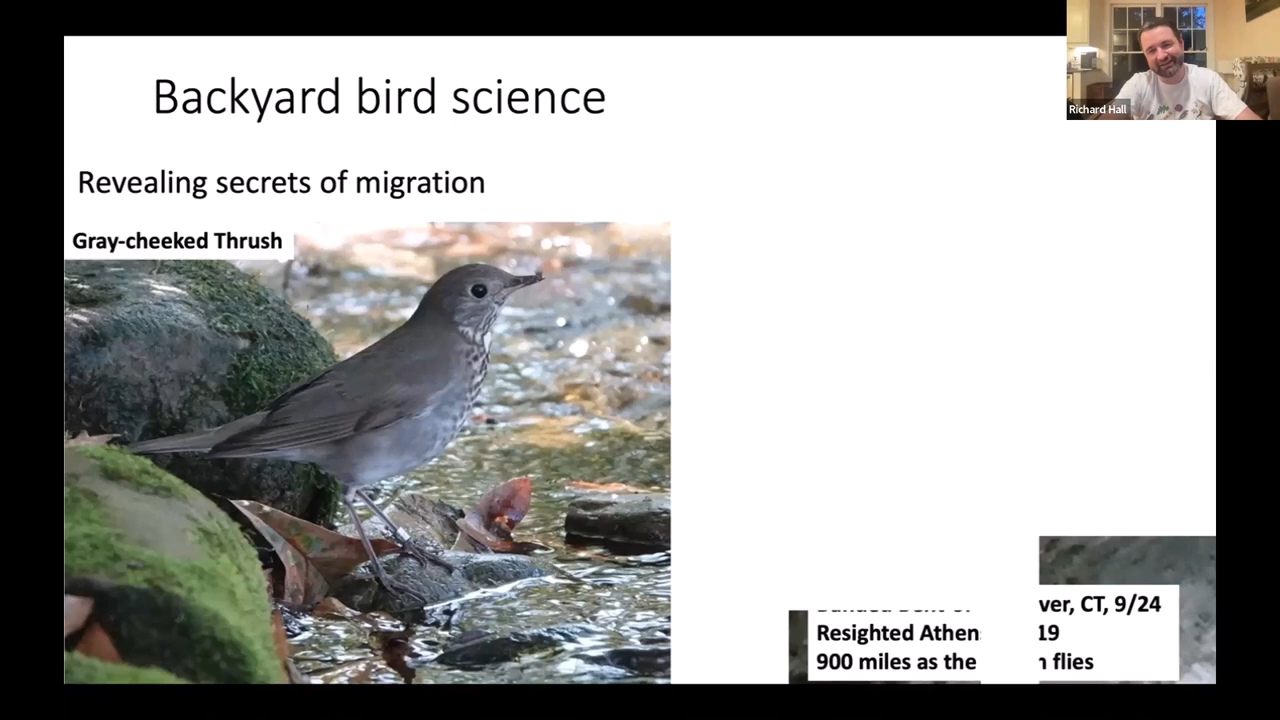 Backyard bird science
Richard Hall
Revealing secrets of migration
Gray-cheeked Thrush
ver, CT, 9/24
Resighted Athen 19
900 miles as the n flies